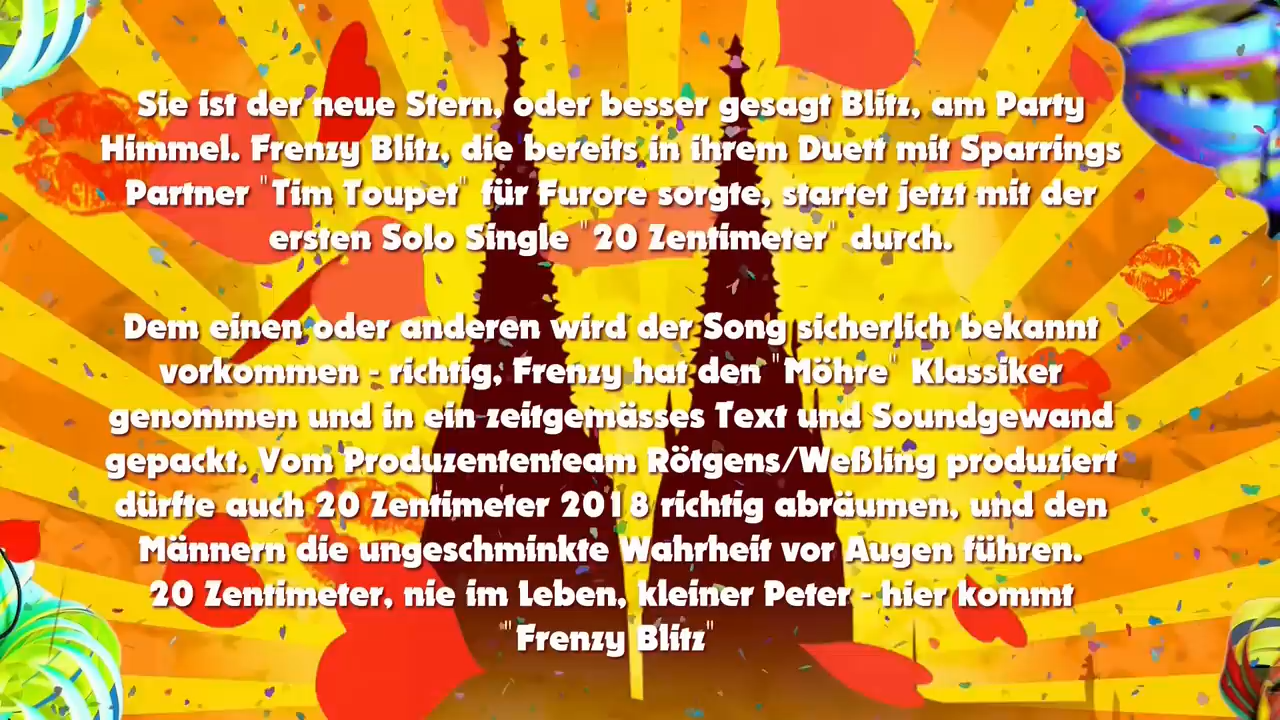 Sie ist der neue Stern, oder besser gesagt Blitz, am Party
Himmel. Frenzy Blitz, die bereits in ihrem Duett mit Sparrings
Partner "Tim Toupet" für Furore sorgte, startet jetzt mit der
ersten Solo Single "20 Zentimeter" durch.
Dem einen oder anderen wird der Song sicherlich bekannt
vorkommen - richtig, Frenzy hat den "Möhre" Klassiker
genommen und in ein zeitgemässes Text und Soundgewand
gepackt. Vom Produzententeam Rötgens/Weßling produziert
dürfte auch 20 Zentimeter 2018 richtig abräumen, und den
Männern die ungeschminkte Wahrheit vor Augen führen.
20 Zentimeter, nie im Leben, kleiner Peter - hier kommt
"Frenzy Blitz"